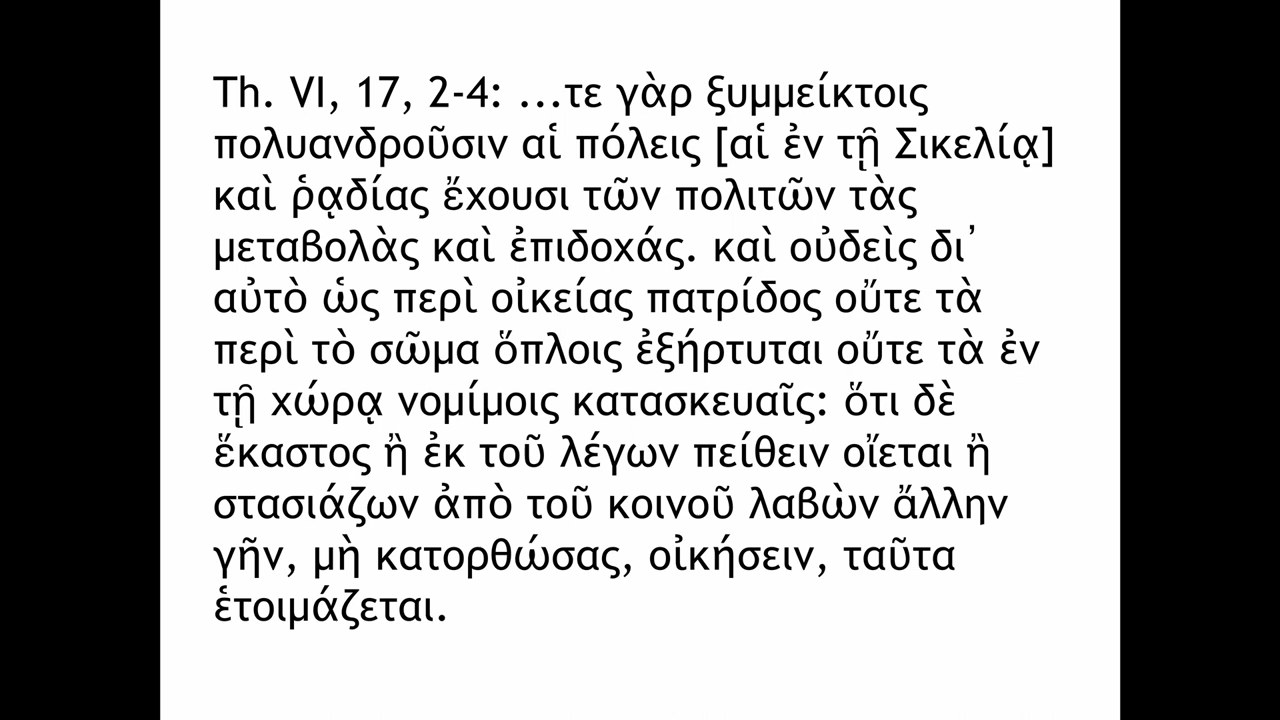 Th. VI, 17, 2-4: ...τε γὰρ ξυμμείκτοις
πολυανδροῦσιν αἱ πόλεις [αἱ ἐν τῇ Σικελίᾳ]
καὶ ῥᾳδίας ἔχουσι τῶν πολιτῶν τὰς
μεταβολὰς καὶ ἐπιδοχάς. καὶ οὐδεὶς δι᾽
αὐτὸ ὡς περὶ οἰκείας πατρίδος οὔτε τὰ
περὶ τὸ σῶμα ὅπλοις ἐξήρτυται οὔτε τὰ ἐν
τῇ χώρᾳ νομίμοις κατασκευαῖς: ὅτι δὲ
ἕκαστος ἢ ἐκ τοῦ λέγων πείθειν οἴεται ἢ
στασιάζων ἀπὸ τοῦ κοινοῦ λαβὼν ἄλλην
γῆν, μὴ κατορθώσας, οἰκήσειν, ταῦτα
ἑτοιμάζεται.